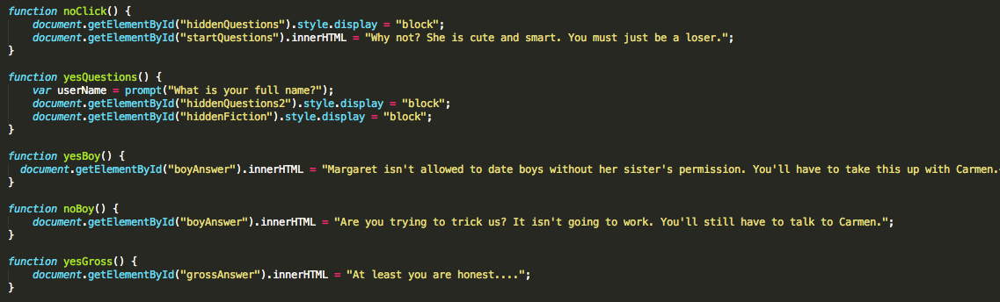 function noClick() {
    document.getElementById("hiddenQuestions").style.display = "block";
    document.getElementById("startQuestions").innerHTML = "Why not? She is cute and smart. You must just be a loser.";
}

function yesQuestions() {
    var userName = prompt("What is your full name?");
    document.getElementById("hiddenQuestions2").style.display = "block";
    document.getElementById("hiddenFiction").style.display = "block";
}

function yesBoy() {
  document.getElementById("boyAnswer").innerHTML = "Margaret isn't allowed to date boys without her sister's permission. You'll have to take this up with Carmen.
}

function noBoy() {
    document.getElementById("boyAnswer").innerHTML = "Are you trying to trick us? It isn't going to work. You'll still have to talk to Carmen.";
}

function yesGross() {
    document.getElementById("grossAnswer").innerHTML = "At least you are honest....";
}